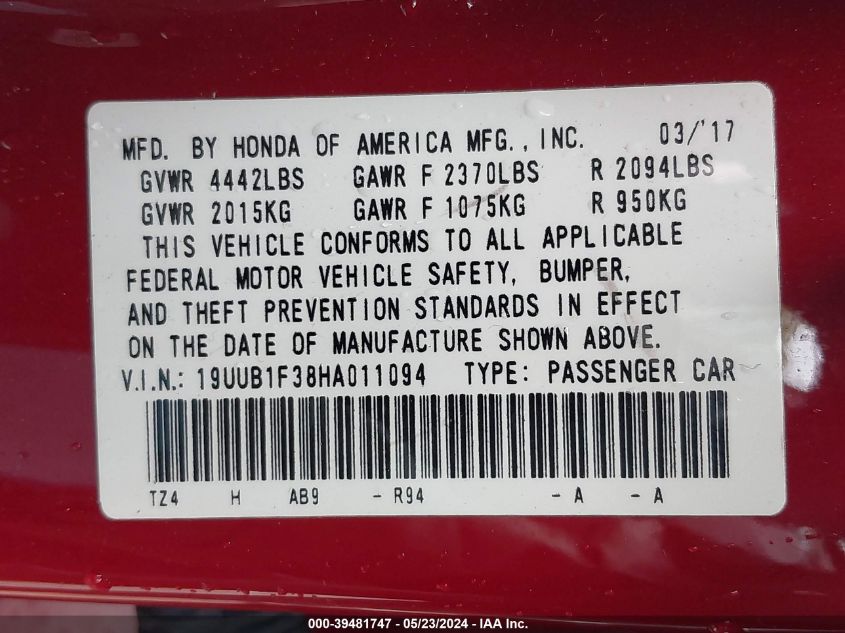 MFD. BY HONDA OF AMERICA MFG., INC. 03/'17
GVWR 4442LBS GAWR F 2370LBS R 2094LBS
GVWR 2015KG GAWR F 1075KG R 950KG
THIS VEHICLE CONFORMS TO ALL APPLICABLE
FEDERAL MOTOR VEHICLE SAFETY, BUMPER,
AND THEFT PREVENTION STANDARDS IN EFFECT
ON THE DATE OF MANUFACTURE SHOWN ABOVE.
V.I.N.: 19UUB1F38HA011094 TYPE: PASSENGER CAR
TZ4 H AB9 - R94 - A - A
000-39481747 - 05/23/2024 - IAA Inc.